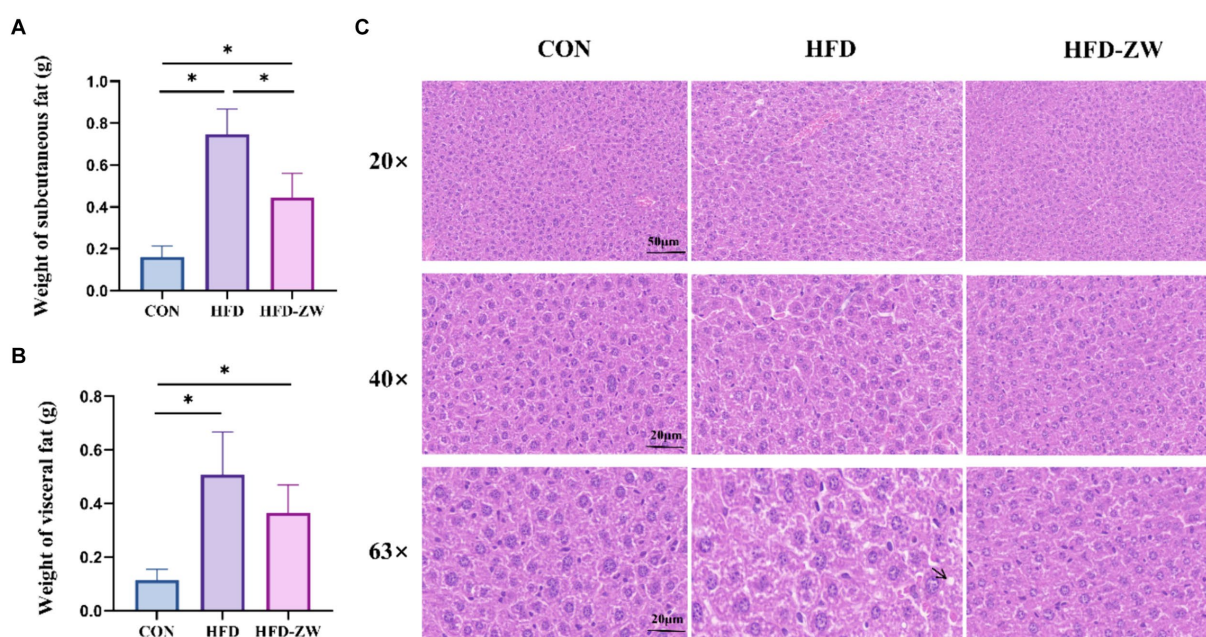 A
*
* *
Weight of subcutaneous fat (g)
1.0
0.8
0.6
0.4
0.2
0.0
CON HFD HFD-ZW
B
*
*
Weight of visceral fat (g)
0.8
0.6
0.4
0.2
0.0
CON HFD HFD-ZW
C
CON HFD HFD-ZW
20×
50μm
40×
20μm
63×
20μm